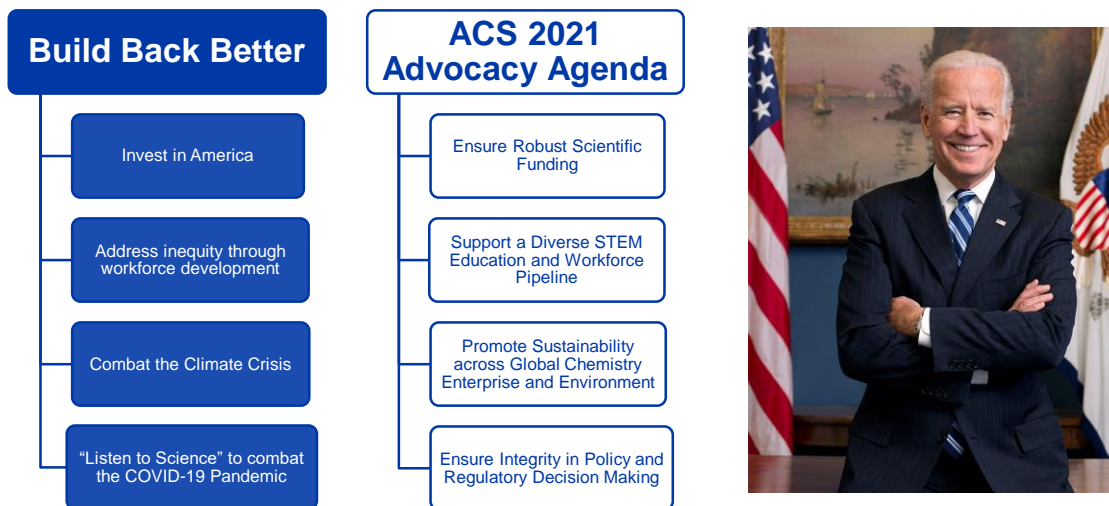 Build Back Better
Invest in America
Address inequity through
workforce development
Combat the Climate Crisis
“Listen to Science” to combat
the COVID-19 Pandemic
ACS 2021
Advocacy Agenda
Ensure Robust Scientific
Funding
Support a Diverse STEM
Education and Workforce
Pipeline
Promote Sustainability
across Global Chemistry
Enterprise and Environment
Ensure Integrity in Policy and
Regulatory Decision Making